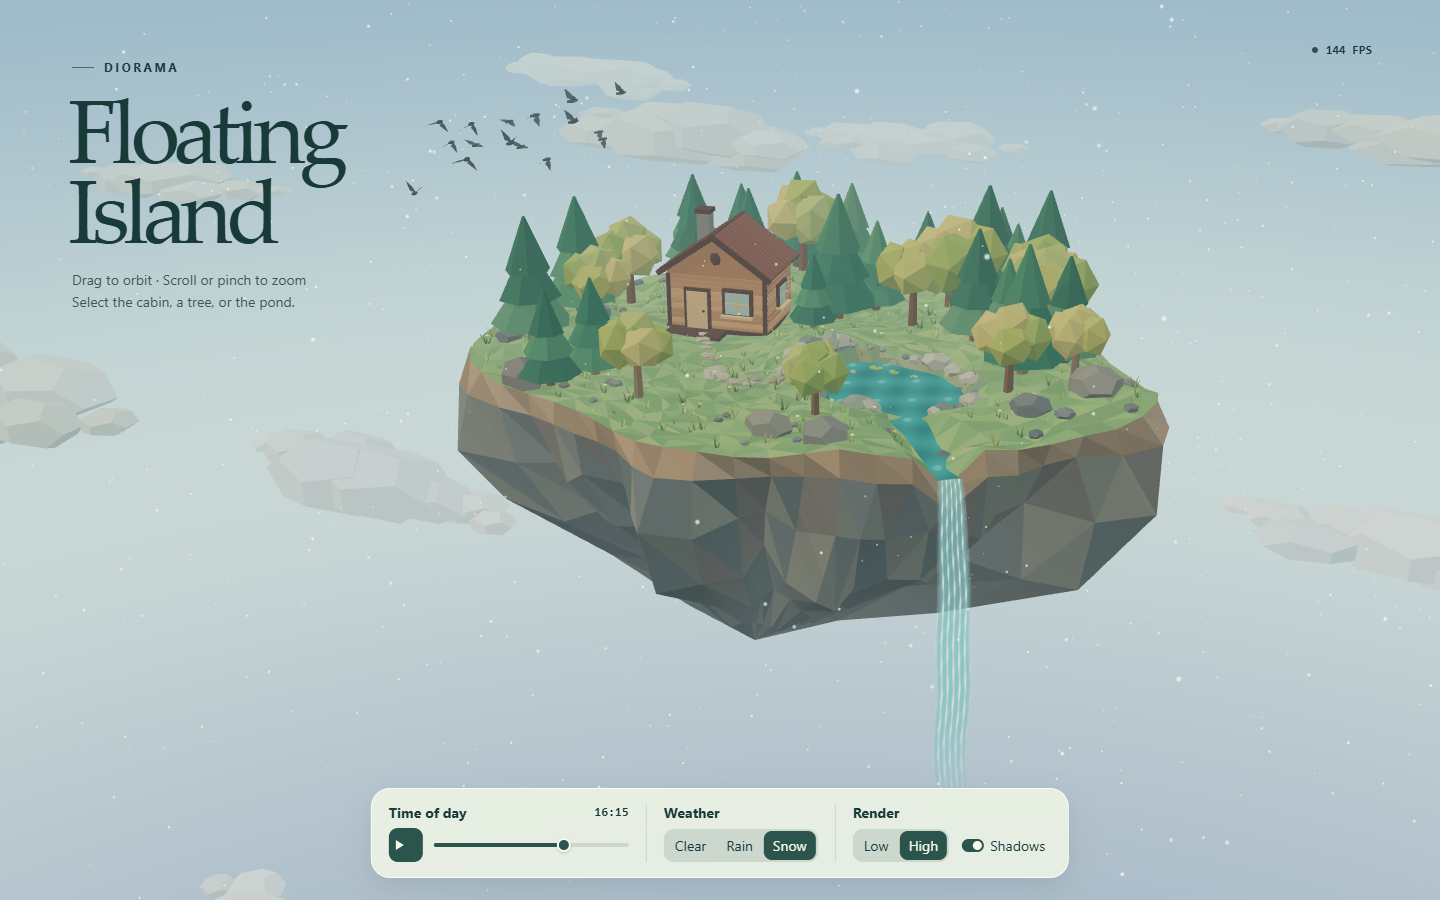 DIORAMA
144 FPS
Floating
Island
Drag to orbit · Scroll or pinch to zoom
Select the cabin, a tree, or the pond.
Time of day
16:15
Weather
Clear
Rain
Snow
Render
Low
High
Shadows